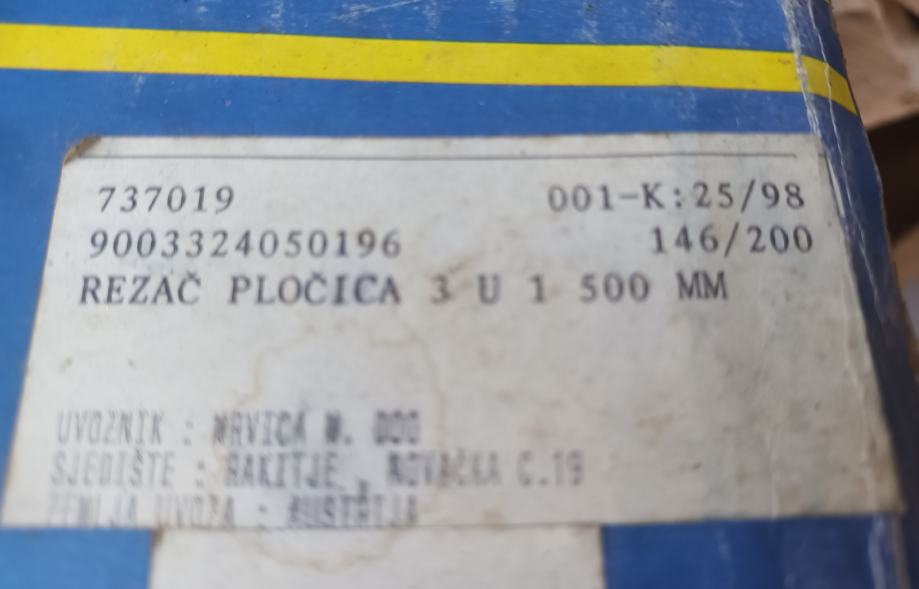 737019 001-K:25/98
9003324050196 146/200
REZAČ PLOČICA 3 U 1 500 MM
UVOZNIK : MRVICA M. DOO
SJEDIŠTE : RAKITJE, NOVAČKA C.19
ZEMLJA UVOZA : AUSTRIJA